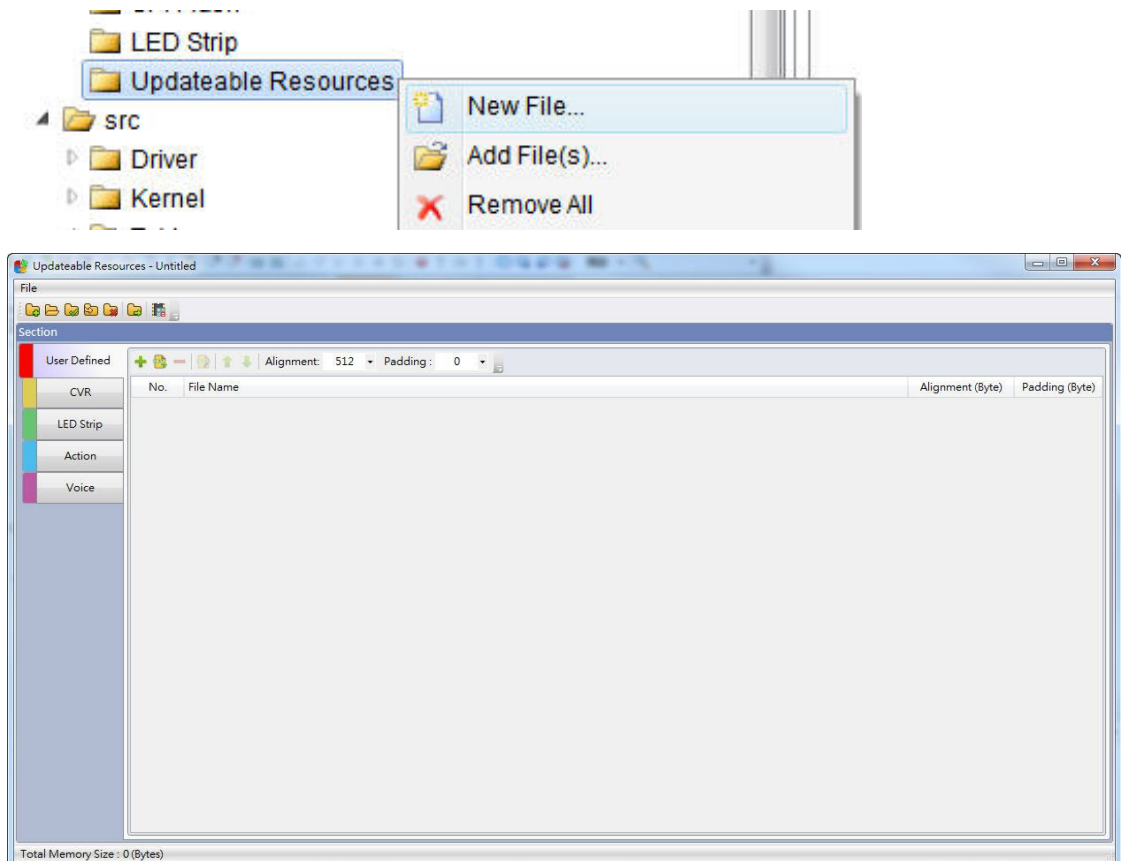 LED Strip
Updateable Resources
New File...
src
Add File(s)...
Driver
Kernel
Remove All
Updateable Resources - Untitled
File
Section
User Defined
Alignment: 512 Padding : 0
No. File Name Alignment (Byte) Padding (Byte)
CVR
LED Strip
Action
Voice
Total Memory Size : 0 (Bytes)